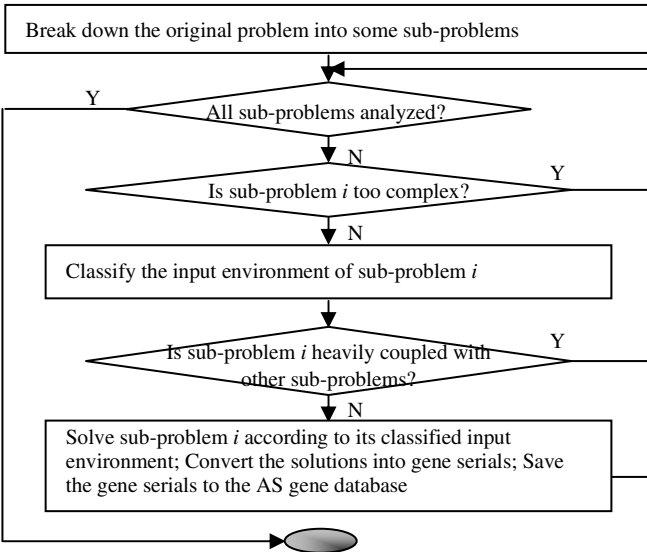 Break down the original problem into some sub-problems
Y
All sub-problems analyzed?
N
Y
Is sub-problem i too complex?
N
Classify the input environment of sub-problem i
Y
Is sub-problem i heavily coupled with
other sub-problems?
N
Solve sub-problem i according to its classified input
environment; Convert the solutions into gene serials; Save
the gene serials to the AS gene database